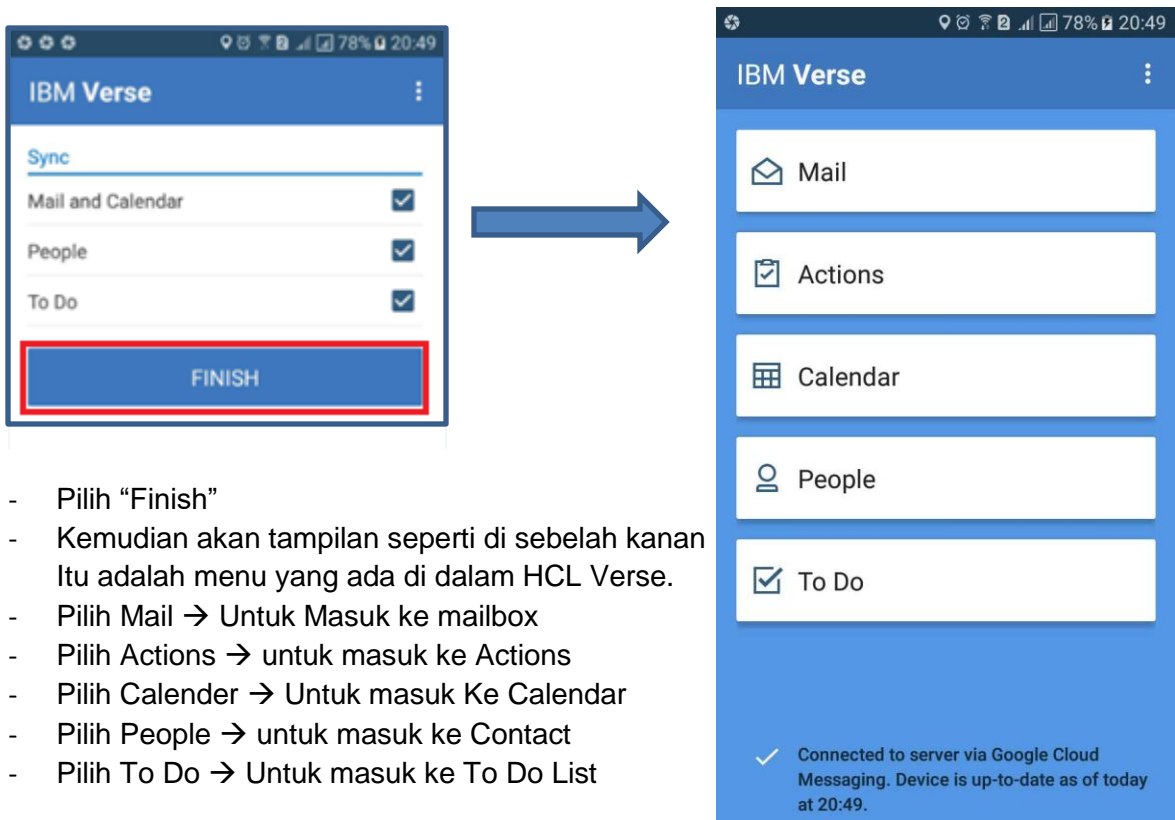 78% 20:49
IBM Verse
Sync
Mail and Calendar
People
To Do
FINISH
- Pilih “Finish”
- Kemudian akan tampilan seperti di sebelah kanan
Itu adalah menu yang ada di dalam HCL Verse.
- Pilih Mail → Untuk Masuk ke mailbox
- Pilih Actions → untuk masuk ke Actions
- Pilih Calender → Untuk masuk Ke Calendar
- Pilih People → untuk masuk ke Contact
- Pilih To Do → Untuk masuk ke To Do List
2 78% 20:49
IBM Verse
Mail
Actions
Calendar
People
To Do
Connected to server via Google Cloud
Messaging. Device is up-to-date as of today
at 20:49.